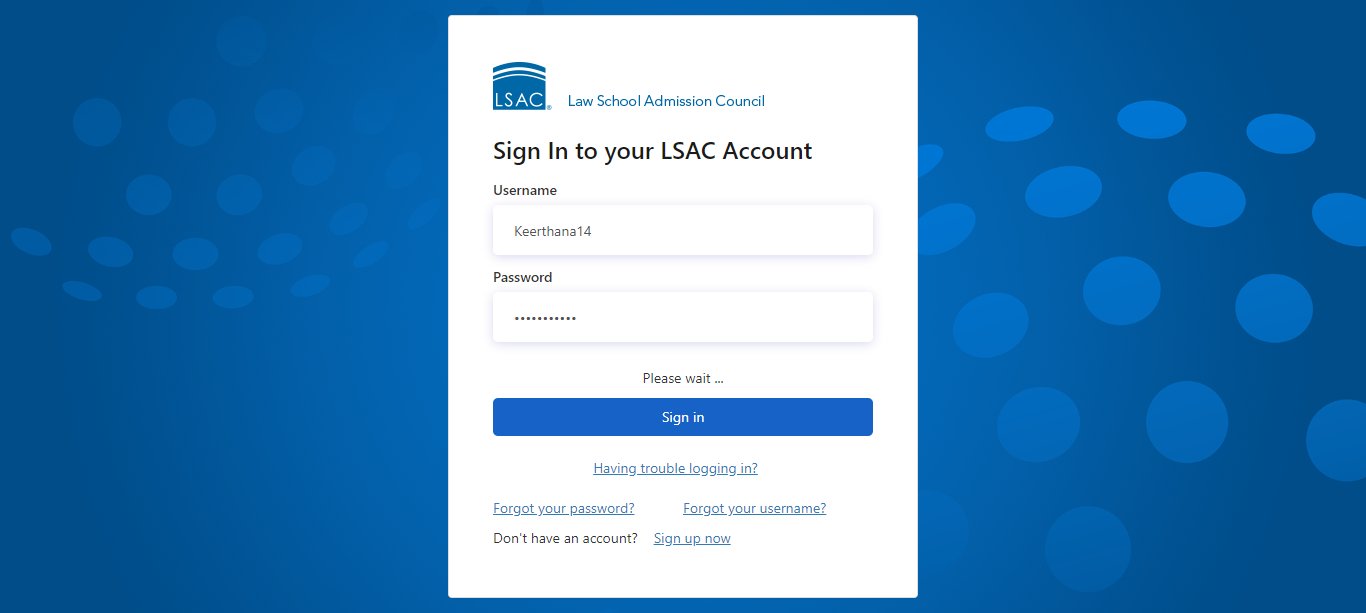 LSAC®
Law School Admission Council
Sign In to your LSAC Account
Username
Keerthana14
Password
•••••••••••
Please wait ...
Sign in
Having trouble logging in?
Forgot your password? Forgot your username?
Don't have an account? Sign up now